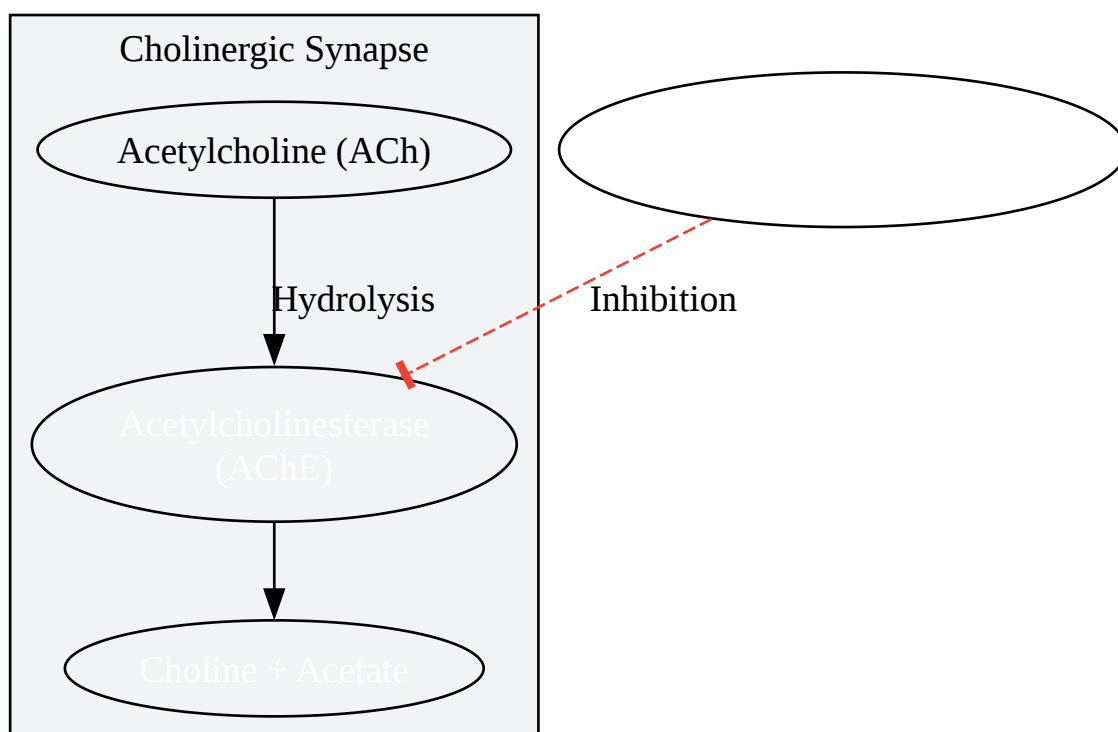 Cholinergic Synapse
Acetylcholine (ACh)
Hydrolysis
Inhibition
Acetylcholinesterase
(AChE)
Choline + Acetate